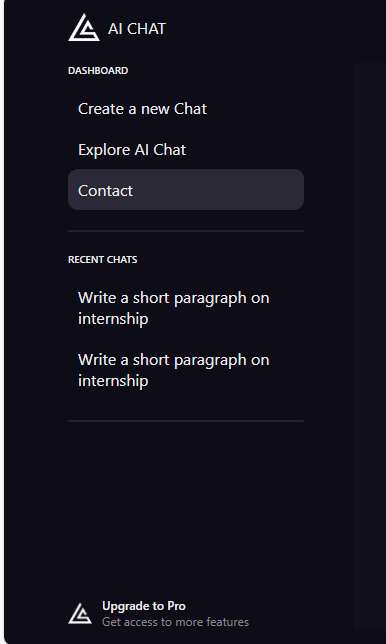 AI CHAT
DASHBOARD
Create a new Chat
Explore AI Chat
Contact
RECENT CHATS
Write a short paragraph on
internship
Write a short paragraph on
internship
Upgrade to Pro
Get access to more features